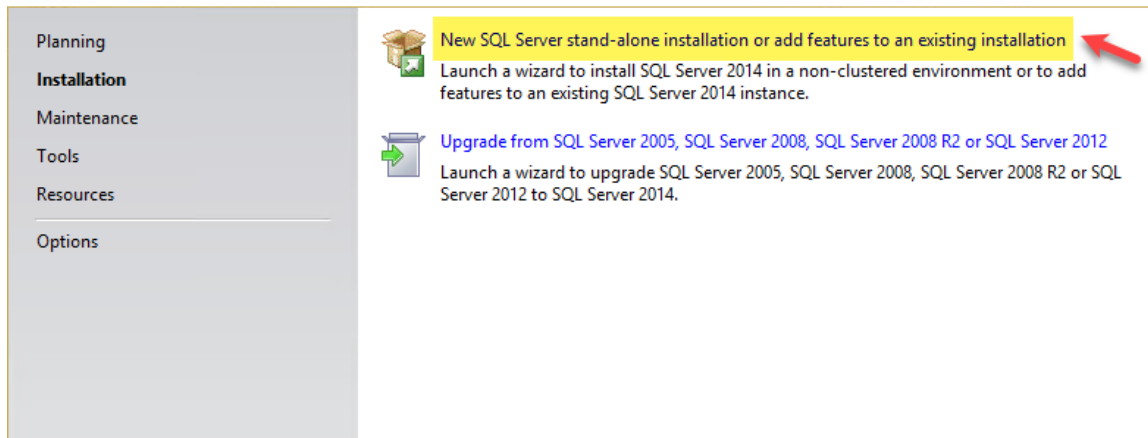 Planning
Installation
Maintenance
Tools
Resources
Options
New SQL Server stand-alone installation or add features to an existing installation
Launch a wizard to install SQL Server 2014 in a non-clustered environment or to add
features to an existing SQL Server 2014 instance.
Upgrade from SQL Server 2005, SQL Server 2008, SQL Server 2008 R2 or SQL Server 2012
Launch a wizard to upgrade SQL Server 2005, SQL Server 2008, SQL Server 2008 R2 or SQL
Server 2012 to SQL Server 2014.